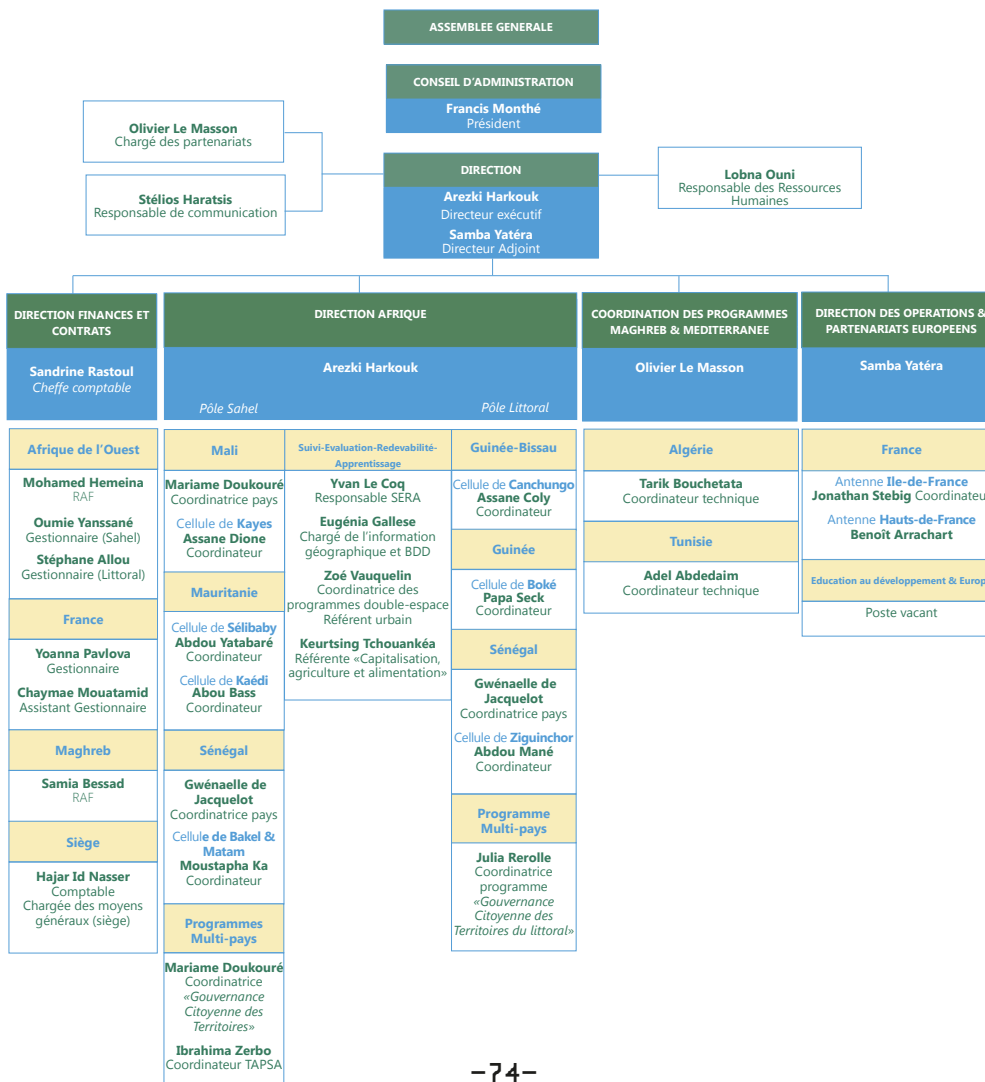 ASSEMBLEE GENERALE
CONSEIL D'ADMINISTRATION
Francis Monthé
Président
Olivier Le Masson
Chargé des partenariats
Stélios Haratsis
Responsable de communication
DIRECTION
Arezki Harkouk
Directeur exécutif
Samba Yatéra
Directeur Adjoint
Lobna Ouni
Responsable des Ressources
Humaines
DIRECTION FINANCES ET
CONTRATS
Sandrine Rastoul
Cheffe comptable
Afrique de l'Ouest
Mohamed Hemeina
RAF
Oumie Yanssané
Gestionnaire (Sahel)
Stéphane Allou
Gestionnaire (Littoral)
France
Yoanna Pavlova
Gestionnaire
Chaymae Mouatamid
Assistant Gestionnaire
Maghreb
Samia Bessad
RAF
Siège
Hajar Id Nasser
Comptable
Chargée des moyens
généraux (siège)
DIRECTION AFRIQUE
Arezki Harkouk
Pôle Sahel
Pôle Littoral
Mali
Mariame Doukouré
Coordinatrice pays
Cellule de Kayes
Assane Dione
Coordinateur
Mauritanie
Cellule de Sélibaby
Abdou Yatabaré
Coordinateur
Cellule de Kaédi
Abou Bass
Coordinateur
Sénégal
Gwénaelle de
Jacquelot
Coordinatrice pays
Cellule de Bakel &
Matam
Moustapha Ka
Coordinateur
Programmes
Multi-pays
Mariame Doukouré
Coordinatrice
«Gouvernance
Citoyenne des
Territoires»
Ibrahima Zerbo
Coordinateur TAPSA
Suivi-Evaluation-Redevabilité-
Apprentissage
Yvan Le Coq
Responsable SERA
Eugénia Gallese
Chargé de l'information
géographique et BDD
Zoé Vauquelin
Coordinatrice des
programmes double-espace
Référent urbain
Keurtsing Tchouankéa
Référente «Capitalisation,
agriculture et alimentation»
Guinée-Bissau
Cellule de Canchungo
Assane Coly
Coordinateur
Guinée
Cellule de Boké
Papa Seck
Coordinateur
Sénégal
Gwénaelle de
Jacquelot
Coordinatrice pays
Cellule de Ziguinchor
Abdou Mané
Coordinateur
Programme
Multi-pays
Julia Rerolle
Coordinatrice
programme
«Gouvernance
Citoyenne des
Territoires du littoral»
COORDINATION DES PROGRAMMES
MAGHREB & MEDITERRANEE
Olivier Le Masson
Algérie
Tarik Bouchetata
Coordinateur technique
Tunisie
Adel Abdedaim
Coordinateur technique
DIRECTION DES OPERATIONS &
PARTENARIATS EUROPEENS
Samba Yatéra
France
Antenne Ile-de-France
Jonathan Stebig Coordinateu
Antenne Hauts-de-France
Benoît Arrachart
Education au développement & Europ
Poste vacant
-74-